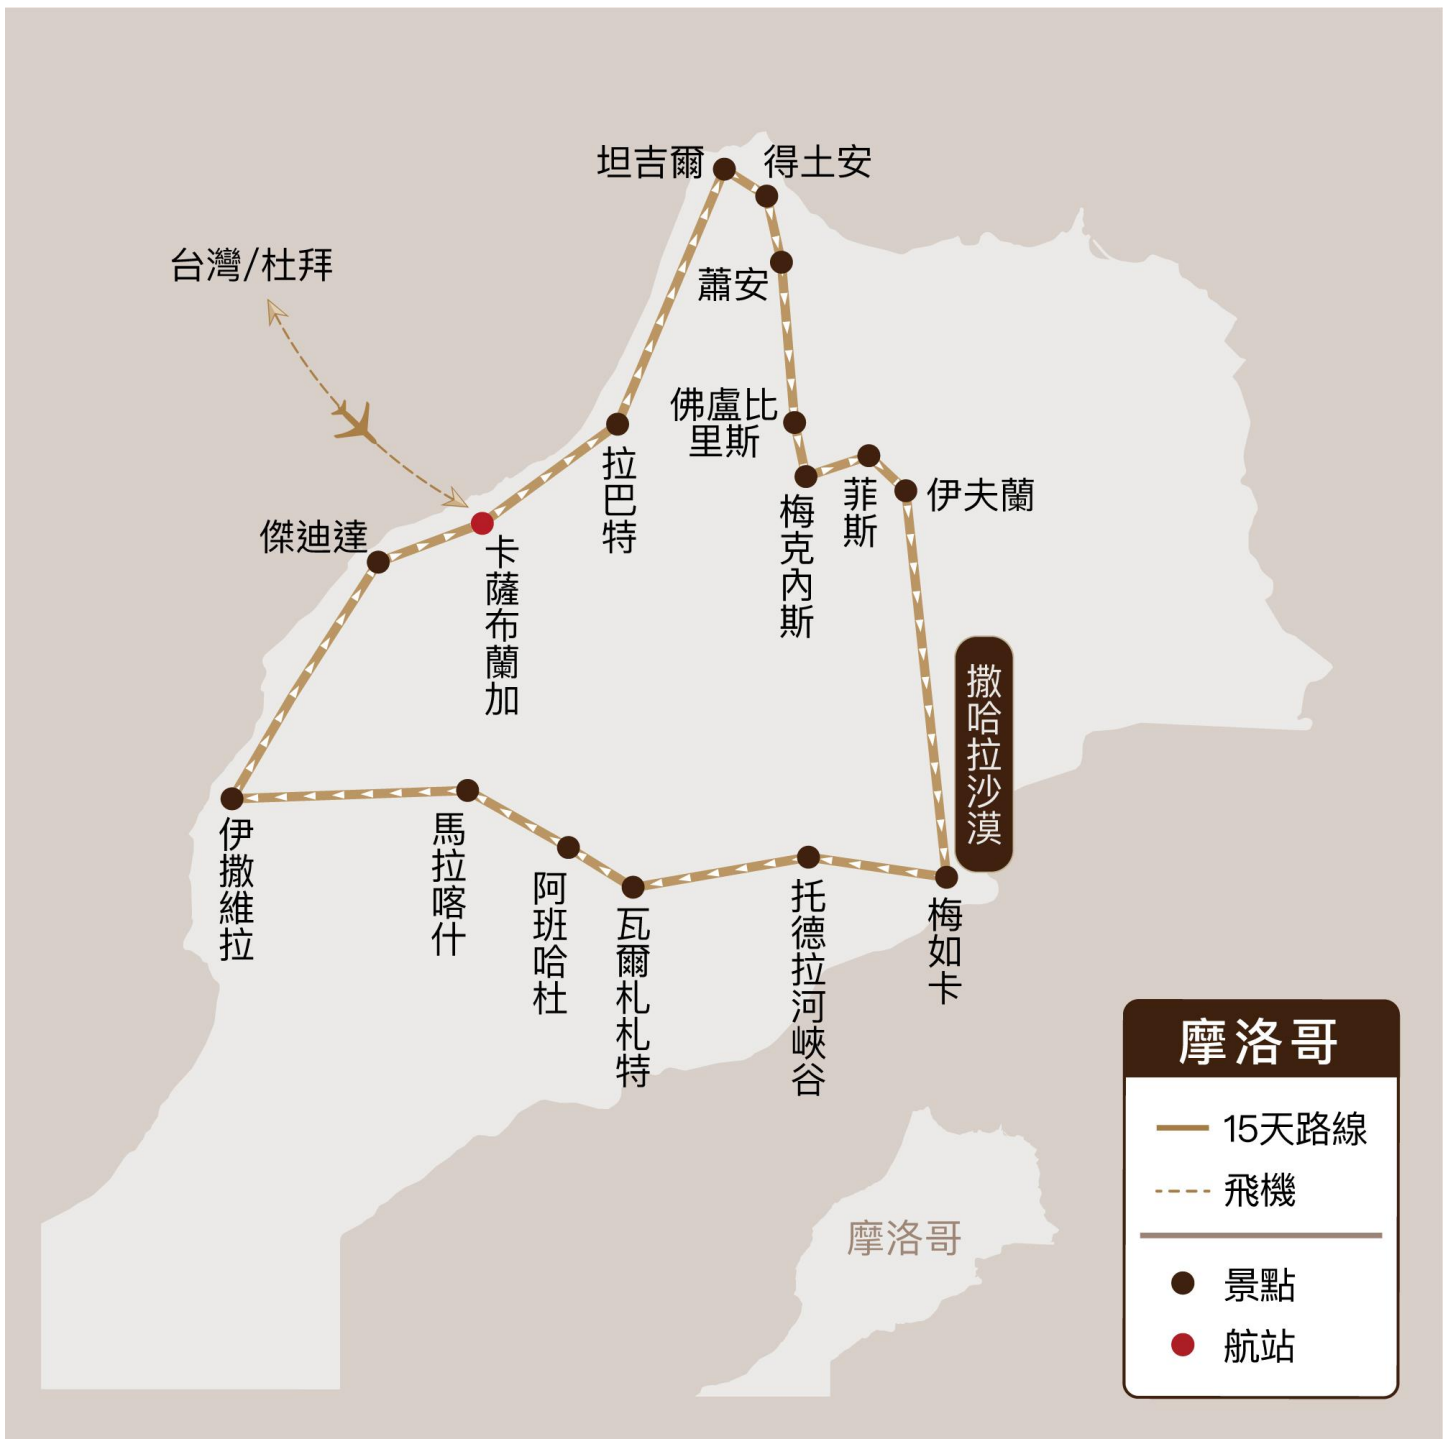 坦吉爾
得土安
台灣/杜拜
蕭安
佛盧比
里斯
拉巴特
梅克內斯
菲斯
伊夫蘭
傑迪達
卡薩布蘭加
撒哈拉沙漠
伊撒維拉
馬拉喀什
阿班哈杜
瓦爾札札特
托德拉河峽谷
梅如卡
摩洛哥
15天路線
飛機
景點
航站
摩洛哥